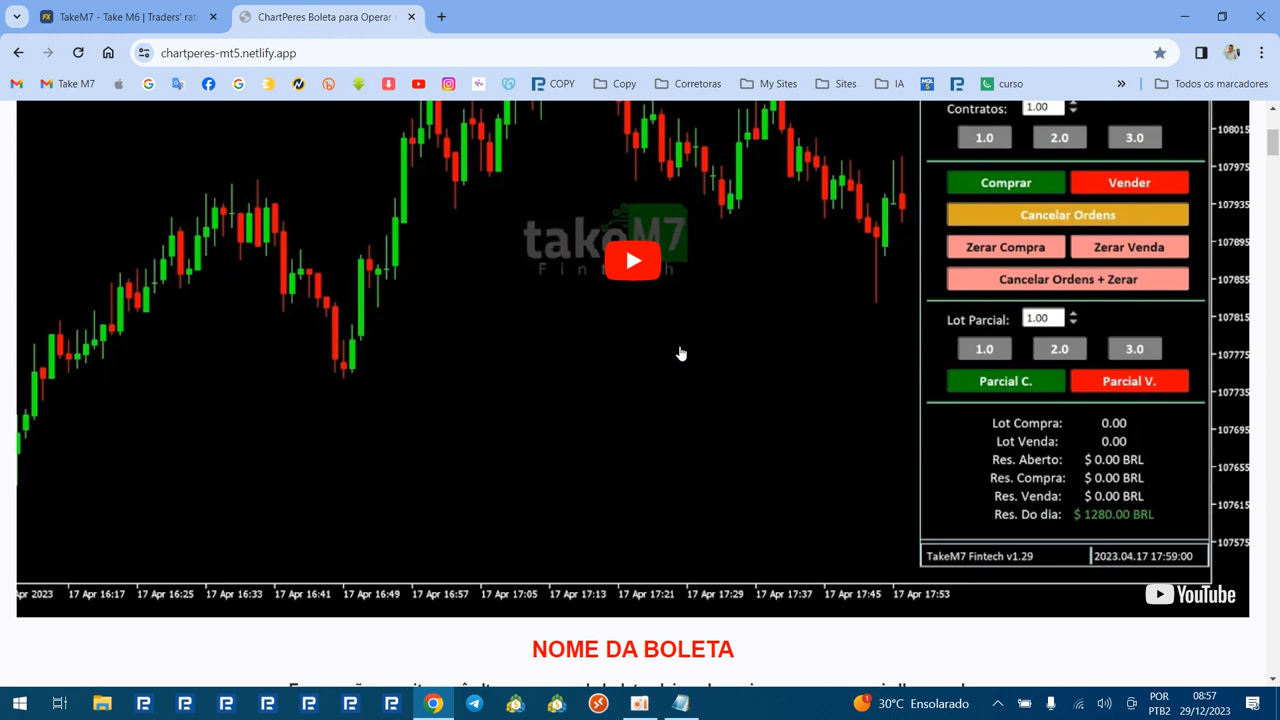 TakeM7 - Take M6 | Traders' rat
ChartPeres Boleta para Operar
chartperes-mt5.netlify.app
Take M7
COPY
Copy
Corretoras
My Sites
Sites
IA
curso
»
Todos os marcadores
Contratos: 1.00
1.0 2.0 3.0
Comprar Vender
Cancelar Ordens
Zerar Compra Zerar Venda
Cancelar Ordens + Zerar
Lot Parcial: 1.00
1.0 2.0 3.0
Parcial C. Parcial V.
Lot Compra: 0.00
Lot Venda: 0.00
Res. Aberto: $ 0.00 BRL
Res. Compra: $ 0.00 BRL
Res. Venda: $ 0.00 BRL
Res. Do dia: $ 1280.00 BRL
TakeM7 Fintech v1.29 2023.04.17 17:59:00
108015
107975
107935
107895
107855
107815
107775
107735
107695
107655
107615
107575
takeM7
Fintech
Apr 2023 17 Apr 16:17 17 Apr 16:25 17 Apr 16:33 17 Apr 16:41 17 Apr 16:49 17 Apr 16:57 17 Apr 17:05 17 Apr 17:13 17 Apr 17:21 17 Apr 17:29 17 Apr 17:37 17 Apr 17:45 17 Apr 17:53
YouTube
NOME DA BOLETA
30°C Ensolarado
POR
PTB2
08:57
29/12/2023